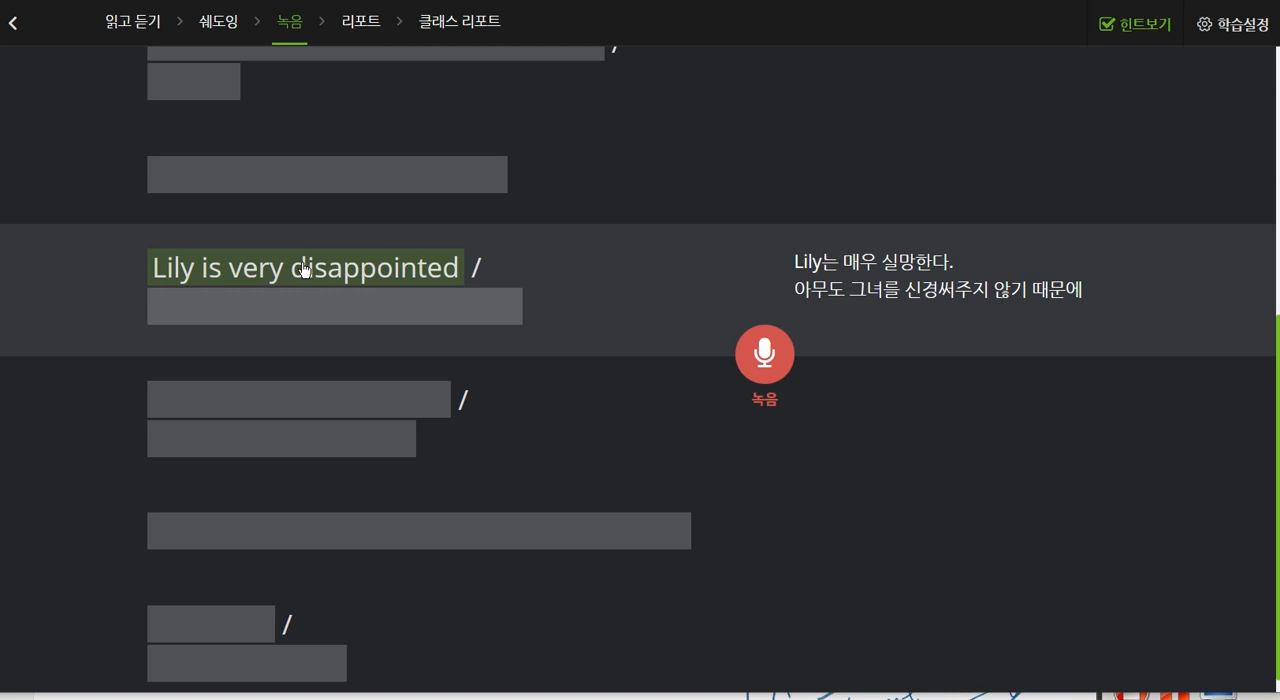 읽고 듣기 > 쉐도잉 > 녹음 > 리포트 > 클래스 리포트
힌트보기
학습설정
/
Lily is very disappointed /
Lily는 매우 실망한다.
아무도 그녀를 신경써주지 않기 때문에
녹음
/
/